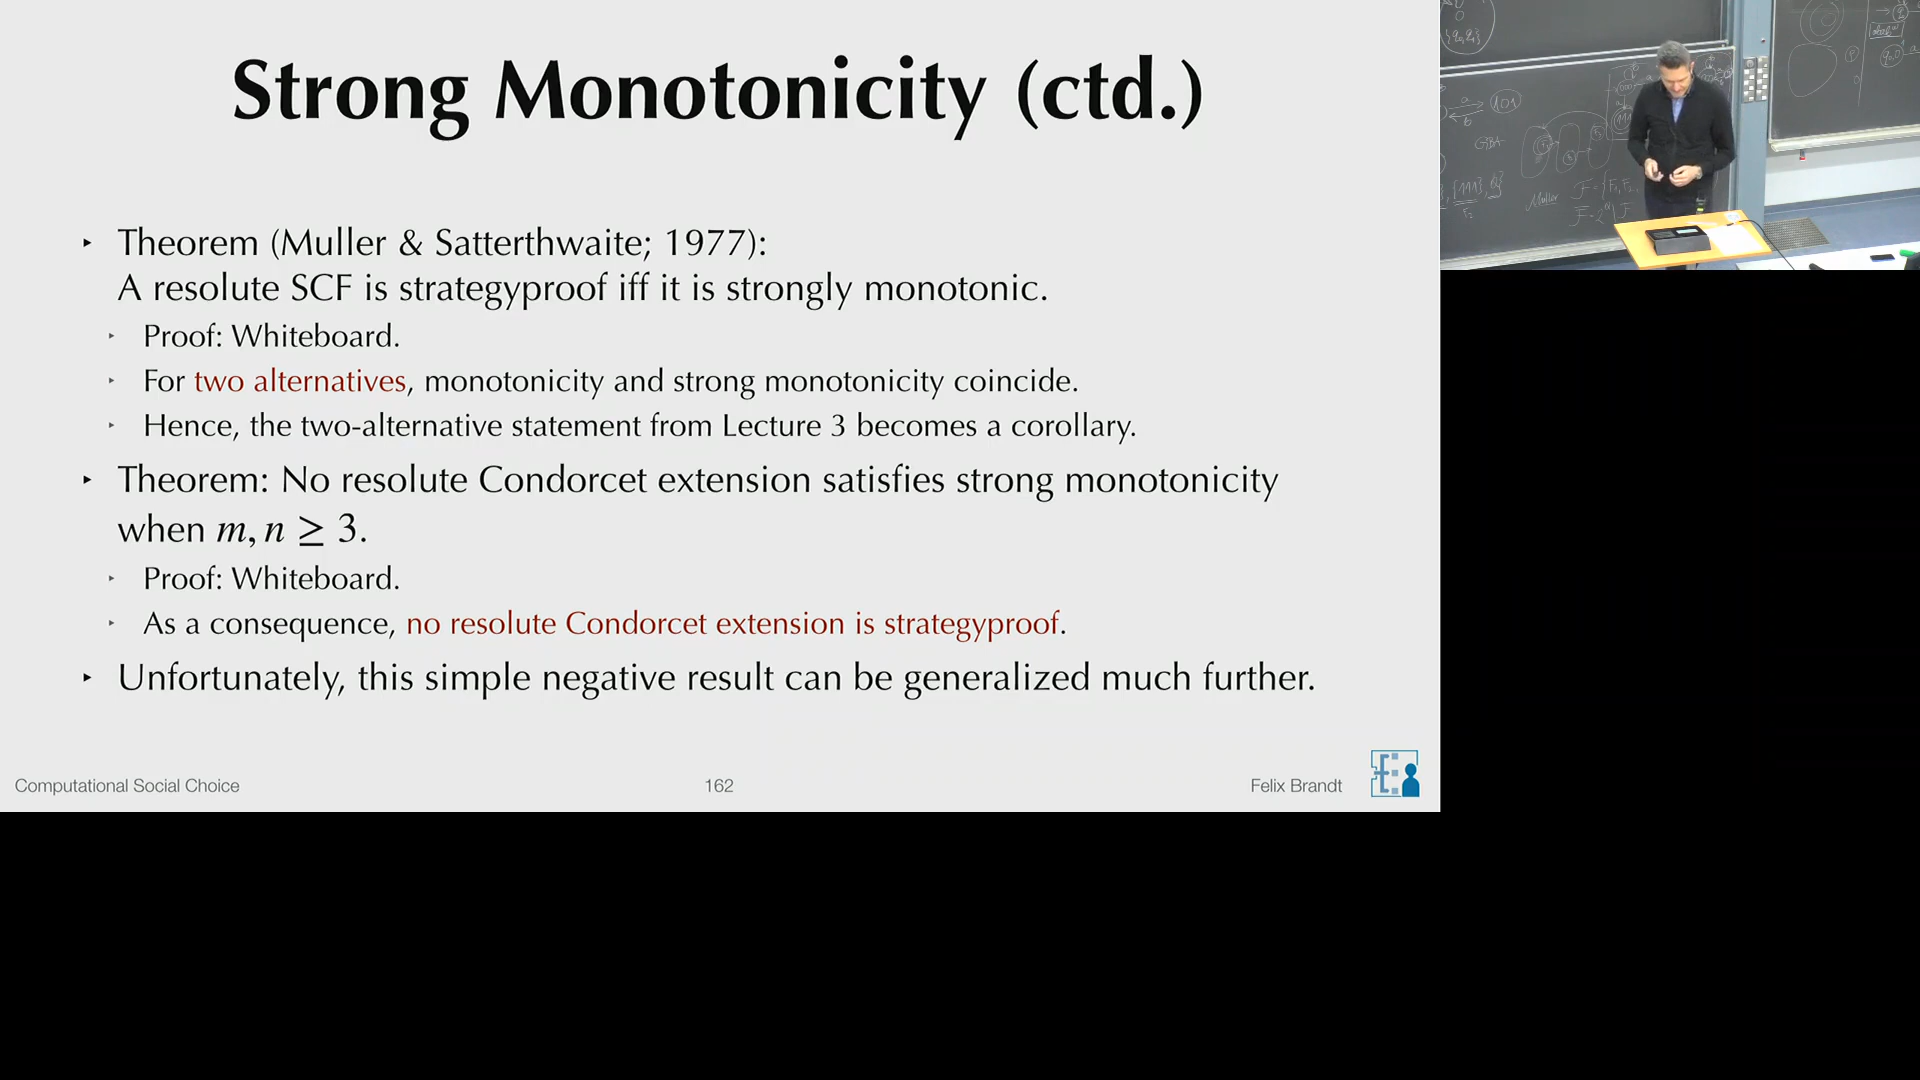 Strong Monotonicity (ctd.)
‣ Theorem (Muller & Satterthwaite; 1977):
A resolute SCF is strategyproof iff it is strongly monotonic.
‣ Proof: Whiteboard.
‣ For two alternatives, monotonicity and strong monotonicity coincide.
‣ Hence, the two-alternative statement from Lecture 3 becomes a corollary.
‣ Theorem: No resolute Condorcet extension satisfies strong monotonicity
when m, n ≥ 3.
‣ Proof: Whiteboard.
‣ As a consequence, no resolute Condorcet extension is strategyproof.
‣ Unfortunately, this simple negative result can be generalized much further.
Computational Social Choice
162
Felix Brandt
GBA
Muller